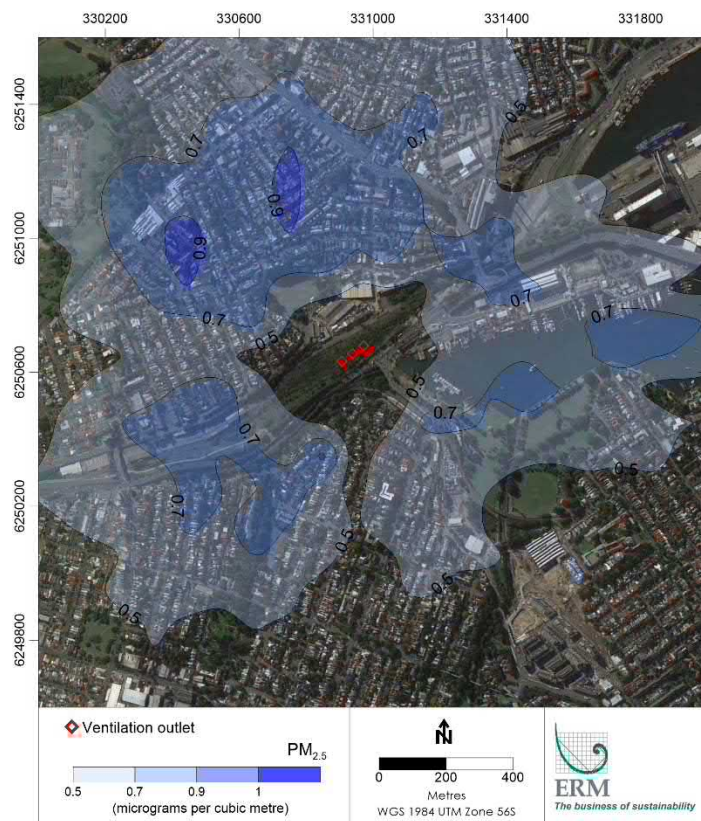 330200 330600 331000 331400 331800
6251400
6251000
6250600
6250200
6249800
0.5
0.7
0.7
0.9
0.9
0.7
0.5
0.7
0.7
0.5
0.7
0.7
0.7
0.5
0.5
0.5
0.5
Ventilation outlet
PM2.5
0.5 0.7 0.9 1
(micrograms per cubic metre)
N
0 200 400
Metres
WGS 1984 UTM Zone 56S
ERM
The business of sustainability